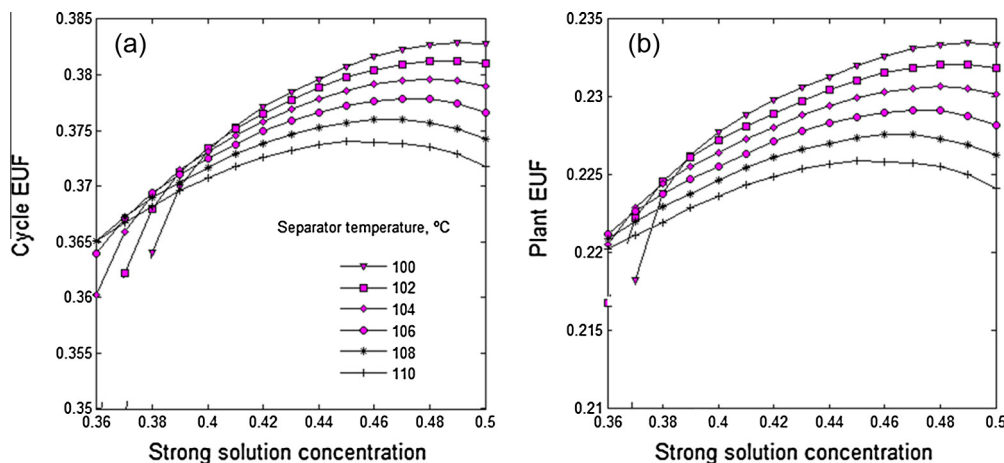 (a)
Cycle EUF
0.385
0.38
0.375
0.37
0.365
0.36
0.355
0.35
0.36 0.38 0.4 0.42 0.44 0.46 0.48 0.5
Strong solution concentration
Separator temperature, ºC
100
102
104
106
108
110
(b)
Plant EUF
0.235
0.23
0.225
0.22
0.215
0.21
0.36 0.38 0.4 0.42 0.44 0.46 0.48 0.5
Strong solution concentration